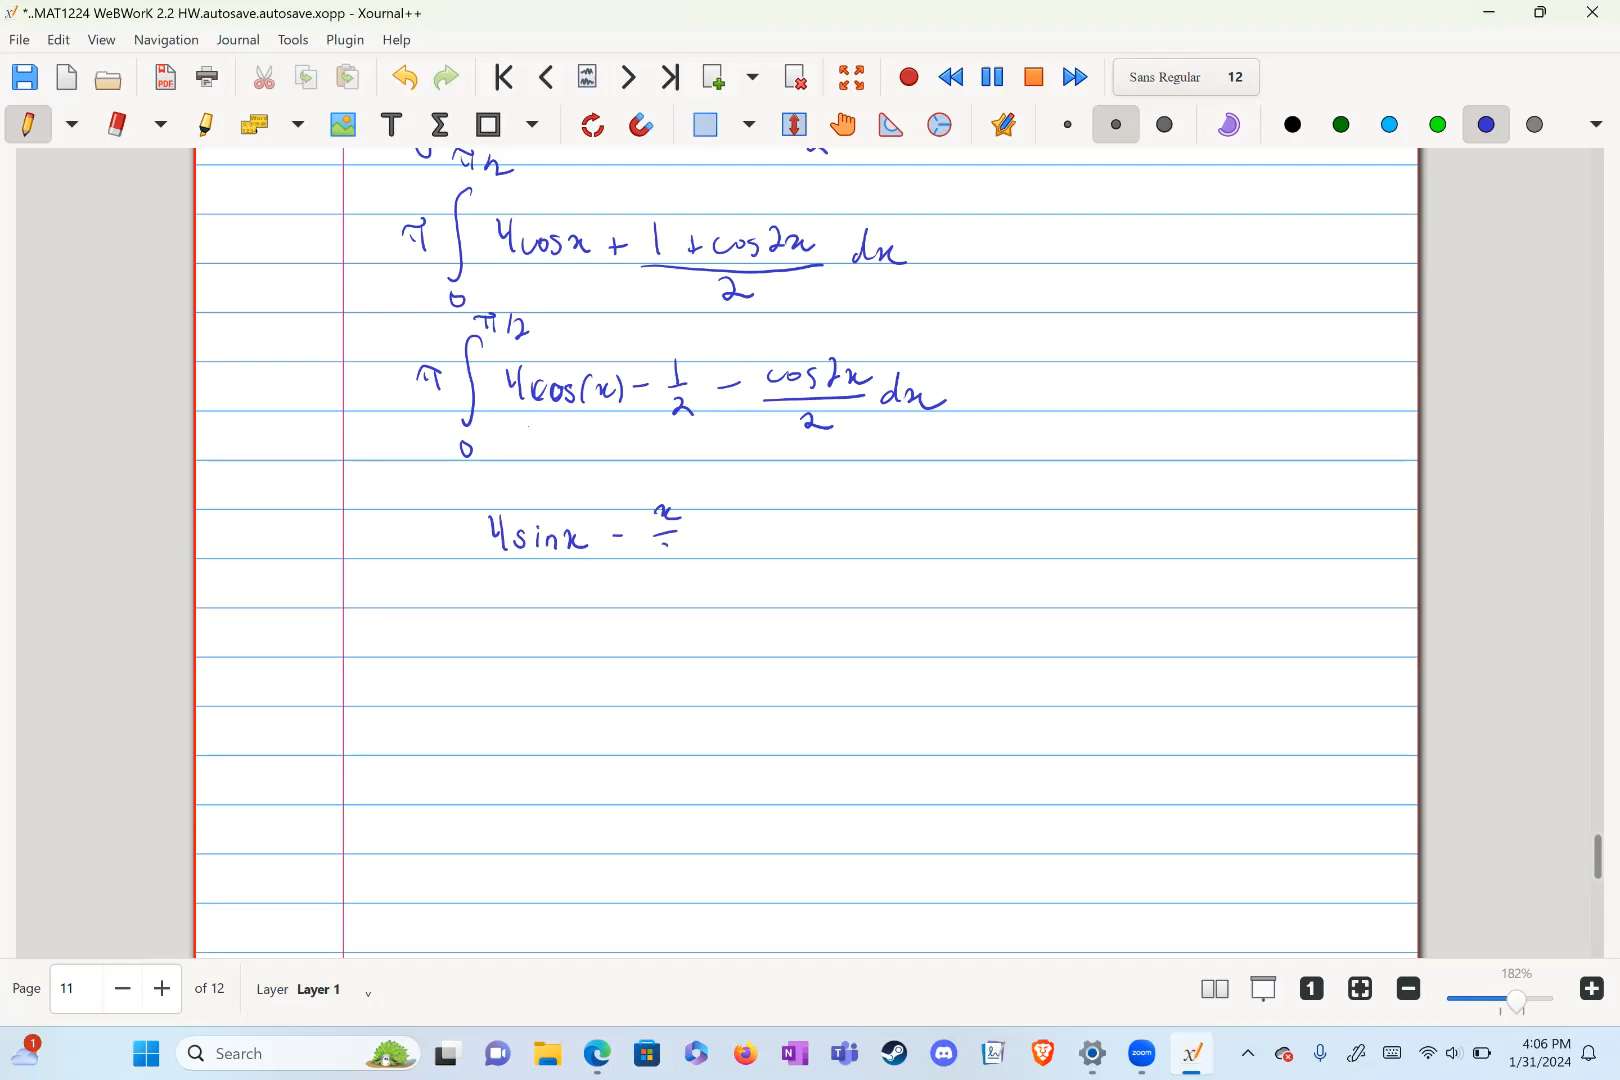 *..MAT1224 WeBWorK 2.2 HW.autosave.autosave.xopp - Xournal++
File Edit View Navigation Journal Tools Plugin Help
Sans Regular 12
π/2
π ∫ 4cosx + (1 + cos2x)/2 dx
0
π/2
π ∫ 4cos(x) - 1/2 - cos2x/2 dx
0
4sinx - x/
Page 11 of 12 Layer Layer 1
182%
Search
4:06 PM
1/31/2024